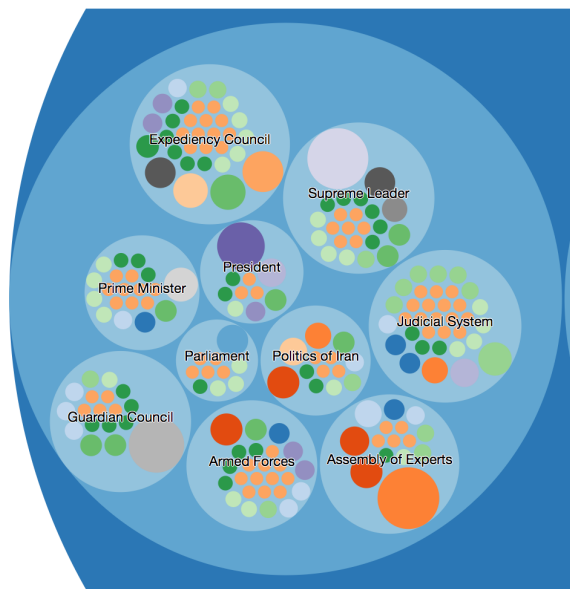 Expediency Council
Supreme Leader
President
Prime Minister
Judicial System
Parliament
Politics of Iran
Guardian Council
Armed Forces
Assembly of Experts